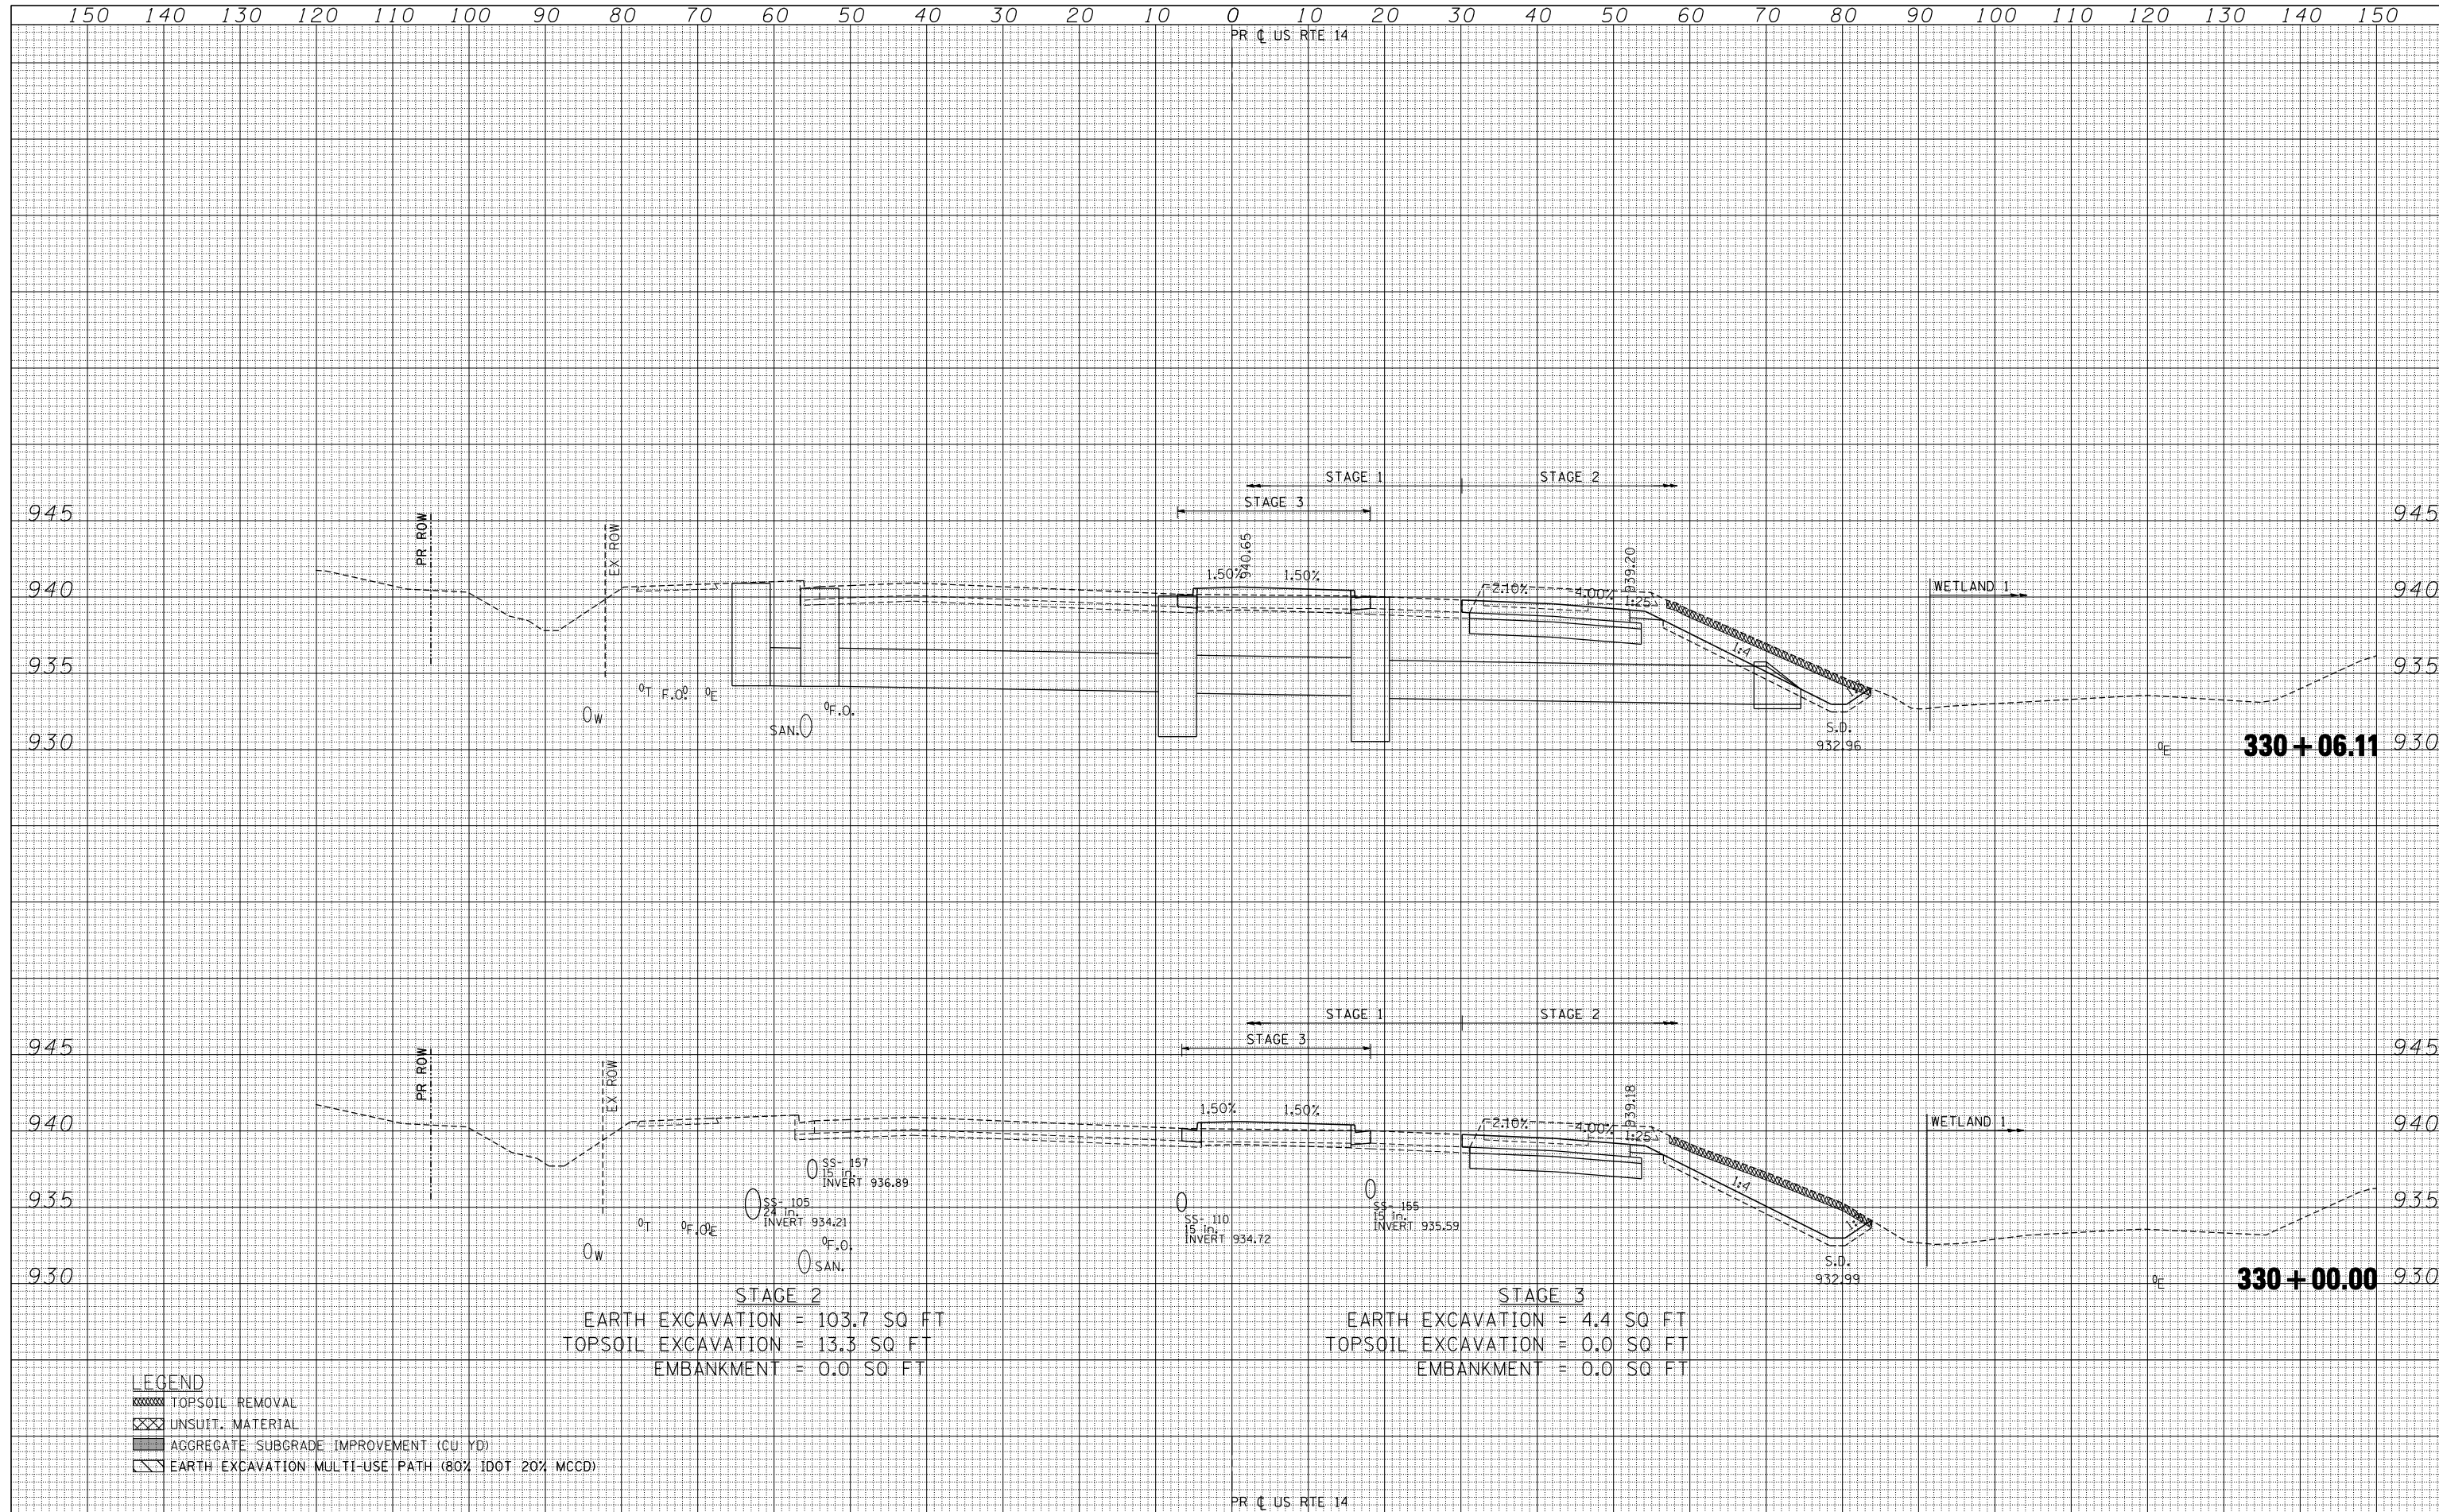 150 140 130 120 110 100 90 80 70 60 50 40 30 20 10 0 10 20 30 40 50 60 70 80 90 100 110 120 130 140 150
PR ℄ US RTE 14
STAGE 1 STAGE 2
STAGE 3
945 945
PR ROW
EX ROW
940.65
939.20
1.50% 1.50%
-2.10% -4.00%
1:25
940 940
WETLAND 1
1:4
935 935
T F.O. E
W
F.O.
SAN.
S.D.
932.96
930 930
E
330 + 06.11
STAGE 1 STAGE 2
STAGE 3
945 945
PR ROW
EX ROW
939.18
1.50% 1.50%
-2.10% -4.00%
1:25
940 940
WETLAND 1
SS- 157
15 in.
INVERT 936.89
1:4
935 935
SS- 105
24 in.
INVERT 934.21
SS- 110
15 in.
INVERT 934.72
SS- 155
15 in.
INVERT 935.59
T F.O. E
W
F.O.
SAN.
S.D.
932.99
930 930
E
330 + 00.00
STAGE 2
EARTH EXCAVATION = 103.7 SQ FT
TOPSOIL EXCAVATION = 13.3 SQ FT
EMBANKMENT = 0.0 SQ FT
STAGE 3
EARTH EXCAVATION = 4.4 SQ FT
TOPSOIL EXCAVATION = 0.0 SQ FT
EMBANKMENT = 0.0 SQ FT
LEGEND
TOPSOIL REMOVAL
UNSUIT. MATERIAL
AGGREGATE SUBGRADE IMPROVEMENT (CU YD)
EARTH EXCAVATION MULTI-USE PATH (80% IDOT 20% MCCD)
PR ℄ US RTE 14